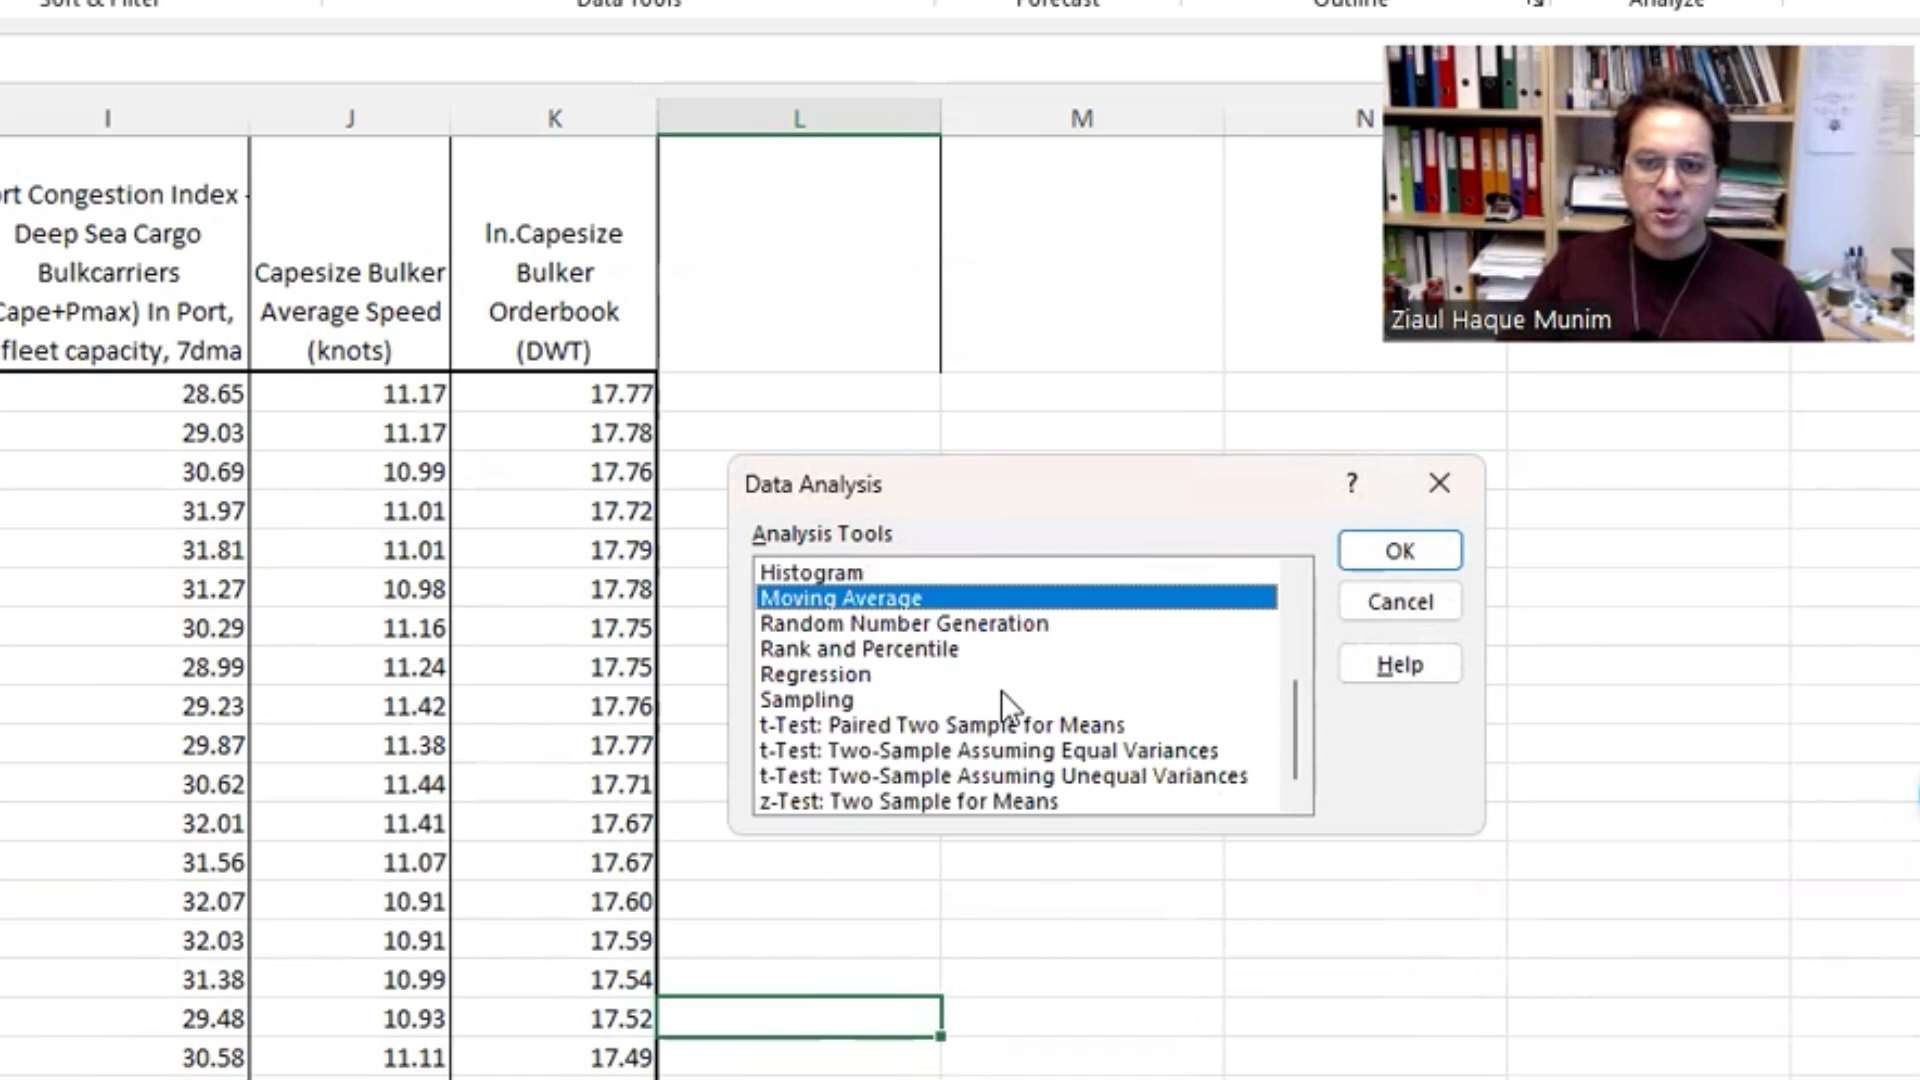 Sort & Filter Data Tools Forecast Outline Analyze
I J K L M N
ort Congestion Index -
Deep Sea Cargo
Bulkcarriers
Cape+Pmax) In Port,
fleet capacity, 7dma
Capesize Bulker
Average Speed
(knots)
ln.Capesize
Bulker
Orderbook
(DWT)
28.65 11.17 17.77
29.03 11.17 17.78
30.69 10.99 17.76
31.97 11.01 17.72
31.81 11.01 17.79
31.27 10.98 17.78
30.29 11.16 17.75
28.99 11.24 17.75
29.23 11.42 17.76
29.87 11.38 17.77
30.62 11.44 17.71
32.01 11.41 17.67
31.56 11.07 17.67
32.07 10.91 17.60
32.03 10.91 17.59
31.38 10.99 17.54
29.48 10.93 17.52
30.58 11.11 17.49
Ziaul Haque Munim
Data Analysis ?
Analysis Tools
Histogram
Moving Average
Random Number Generation
Rank and Percentile
Regression
Sampling
t-Test: Paired Two Sample for Means
t-Test: Two-Sample Assuming Equal Variances
t-Test: Two-Sample Assuming Unequal Variances
z-Test: Two Sample for Means
OK
Cancel
Help